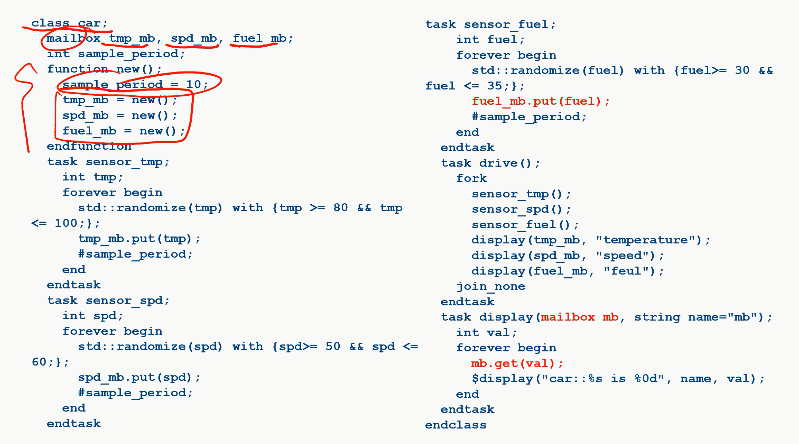 class car;
mailbox tmp_mb, spd_mb, fuel_mb;
int sample_period;
function new();
sample_period = 10;
tmp_mb = new();
spd_mb = new();
fuel_mb = new();
endfunction
task sensor_tmp;
int tmp;
forever begin
std::randomize(tmp) with {tmp >= 80 && tmp
<= 100;};
tmp_mb.put(tmp);
#sample_period;
end
endtask
task sensor_spd;
int spd;
forever begin
std::randomize(spd) with {spd>= 50 && spd <=
60;};
spd_mb.put(spd);
#sample_period;
end
endtask
task sensor_fuel;
int fuel;
forever begin
std::randomize(fuel) with {fuel>= 30 &&
fuel <= 35;};
fuel_mb.put(fuel);
#sample_period;
end
endtask
task drive();
fork
sensor_tmp();
sensor_spd();
sensor_fuel();
display(tmp_mb, "temperature");
display(spd_mb, "speed");
display(fuel_mb, "feul");
join_none
endtask
task display(mailbox mb, string name="mb");
int val;
forever begin
mb.get(val);
$display("car::%s is %0d", name, val);
end
endtask
endclass